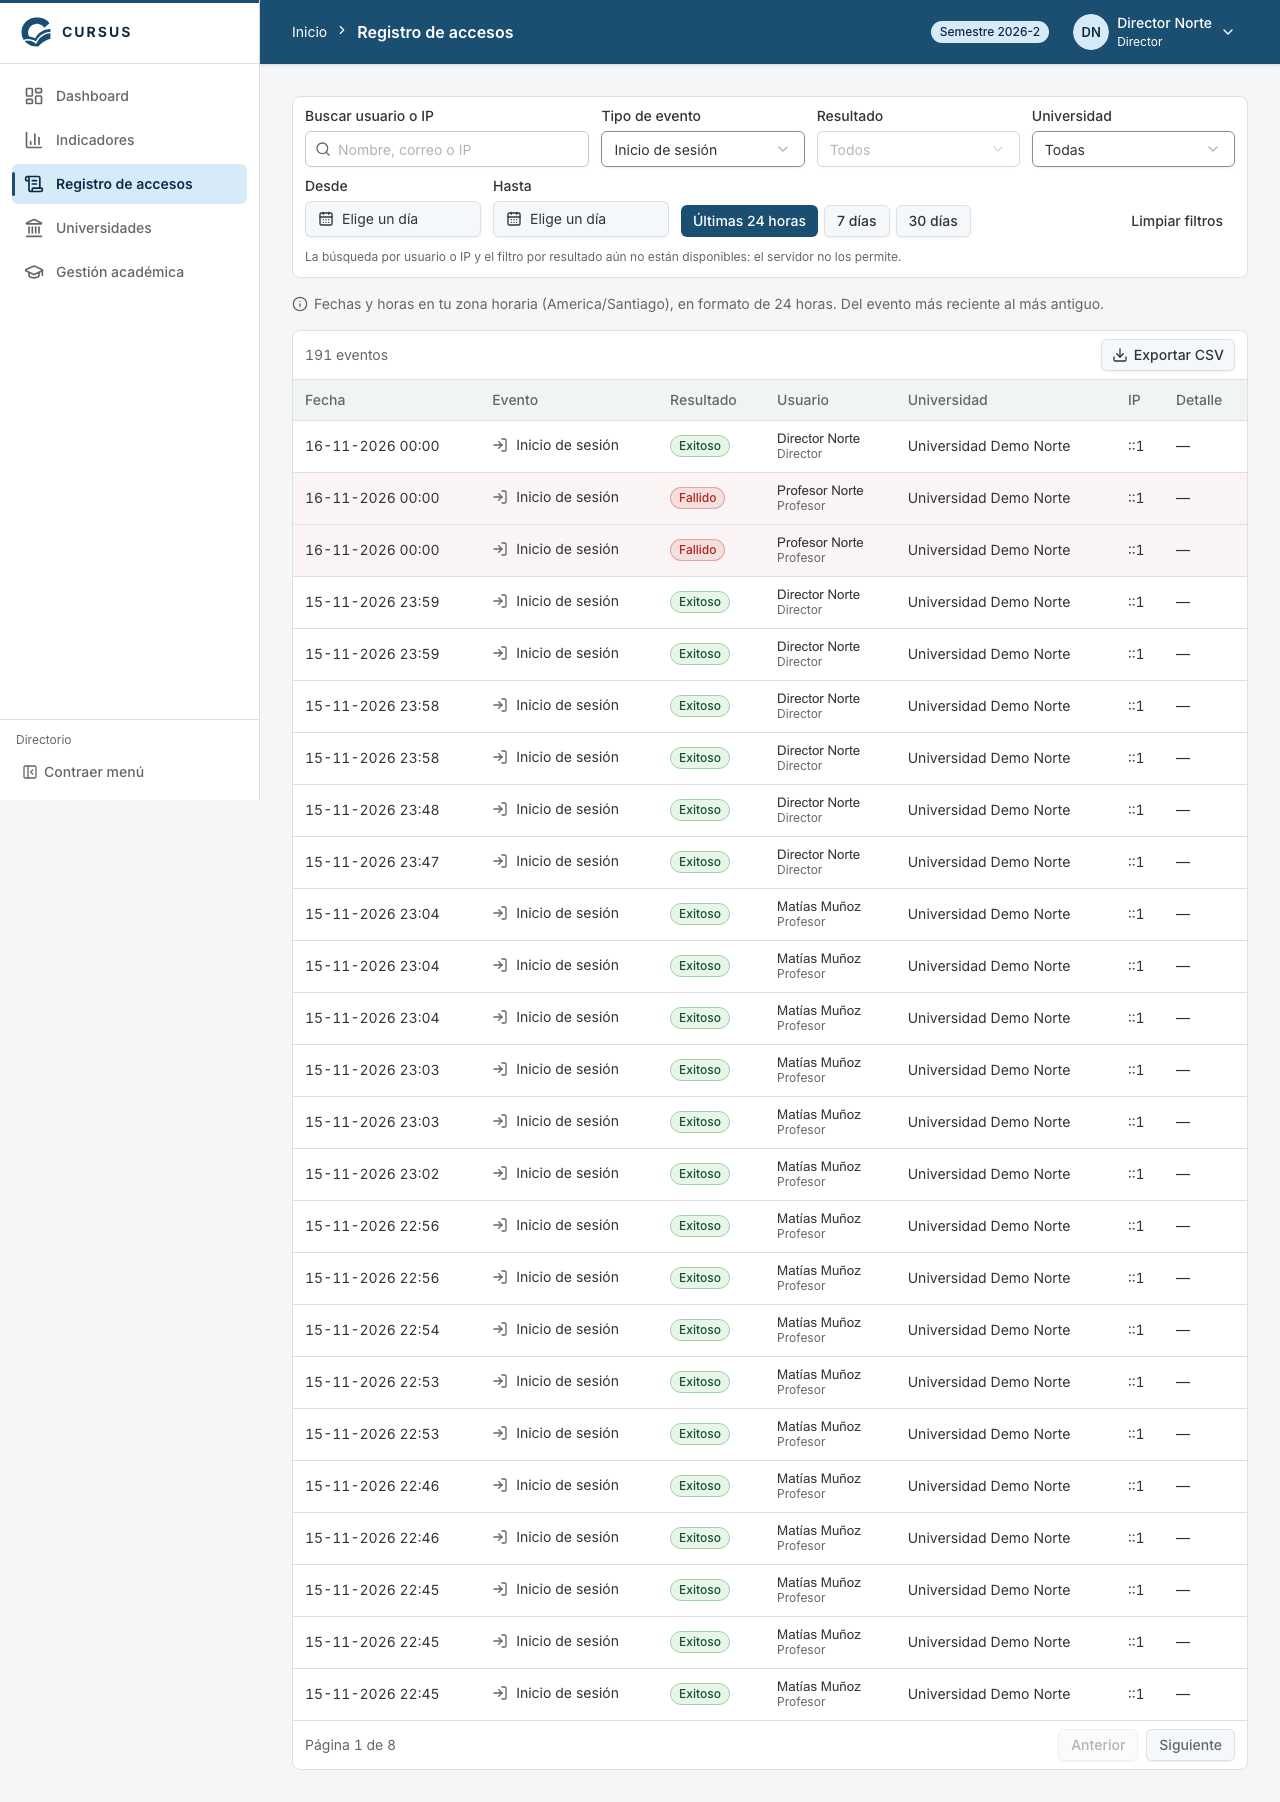 CURSUS
Inicio > Registro de accesos
Semestre 2026-2
DN
Director Norte
Director
Dashboard
Indicadores
Registro de accesos
Universidades
Gestión académica
Directorio
Contraer menú
Buscar usuario o IP
Nombre, correo o IP
Tipo de evento
Inicio de sesión
Resultado
Todos
Universidad
Todas
Desde
Elige un día
Hasta
Elige un día
Últimas 24 horas
7 días
30 días
Limpiar filtros
La búsqueda por usuario o IP y el filtro por resultado aún no están disponibles: el servidor no los permite.
Fechas y horas en tu zona horaria (America/Santiago), en formato de 24 horas. Del evento más reciente al más antiguo.
191 eventos
Exportar CSV
Fecha Evento Resultado Usuario Universidad IP Detalle
16-11-2026 00:00 Inicio de sesión Exitoso Director Norte Director Universidad Demo Norte ::1 —
16-11-2026 00:00 Inicio de sesión Fallido Profesor Norte Profesor Universidad Demo Norte ::1 —
16-11-2026 00:00 Inicio de sesión Fallido Profesor Norte Profesor Universidad Demo Norte ::1 —
15-11-2026 23:59 Inicio de sesión Exitoso Director Norte Director Universidad Demo Norte ::1 —
15-11-2026 23:59 Inicio de sesión Exitoso Director Norte Director Universidad Demo Norte ::1 —
15-11-2026 23:58 Inicio de sesión Exitoso Director Norte Director Universidad Demo Norte ::1 —
15-11-2026 23:58 Inicio de sesión Exitoso Director Norte Director Universidad Demo Norte ::1 —
15-11-2026 23:48 Inicio de sesión Exitoso Director Norte Director Universidad Demo Norte ::1 —
15-11-2026 23:47 Inicio de sesión Exitoso Director Norte Director Universidad Demo Norte ::1 —
15-11-2026 23:04 Inicio de sesión Exitoso Matías Muñoz Profesor Universidad Demo Norte ::1 —
15-11-2026 23:04 Inicio de sesión Exitoso Matías Muñoz Profesor Universidad Demo Norte ::1 —
15-11-2026 23:04 Inicio de sesión Exitoso Matías Muñoz Profesor Universidad Demo Norte ::1 —
15-11-2026 23:03 Inicio de sesión Exitoso Matías Muñoz Profesor Universidad Demo Norte ::1 —
15-11-2026 23:03 Inicio de sesión Exitoso Matías Muñoz Profesor Universidad Demo Norte ::1 —
15-11-2026 23:02 Inicio de sesión Exitoso Matías Muñoz Profesor Universidad Demo Norte ::1 —
15-11-2026 22:56 Inicio de sesión Exitoso Matías Muñoz Profesor Universidad Demo Norte ::1 —
15-11-2026 22:56 Inicio de sesión Exitoso Matías Muñoz Profesor Universidad Demo Norte ::1 —
15-11-2026 22:54 Inicio de sesión Exitoso Matías Muñoz Profesor Universidad Demo Norte ::1 —
15-11-2026 22:53 Inicio de sesión Exitoso Matías Muñoz Profesor Universidad Demo Norte ::1 —
15-11-2026 22:53 Inicio de sesión Exitoso Matías Muñoz Profesor Universidad Demo Norte ::1 —
15-11-2026 22:46 Inicio de sesión Exitoso Matías Muñoz Profesor Universidad Demo Norte ::1 —
15-11-2026 22:46 Inicio de sesión Exitoso Matías Muñoz Profesor Universidad Demo Norte ::1 —
15-11-2026 22:45 Inicio de sesión Exitoso Matías Muñoz Profesor Universidad Demo Norte ::1 —
15-11-2026 22:45 Inicio de sesión Exitoso Matías Muñoz Profesor Universidad Demo Norte ::1 —
15-11-2026 22:45 Inicio de sesión Exitoso Matías Muñoz Profesor Universidad Demo Norte ::1 —
Página 1 de 8
Anterior
Siguiente